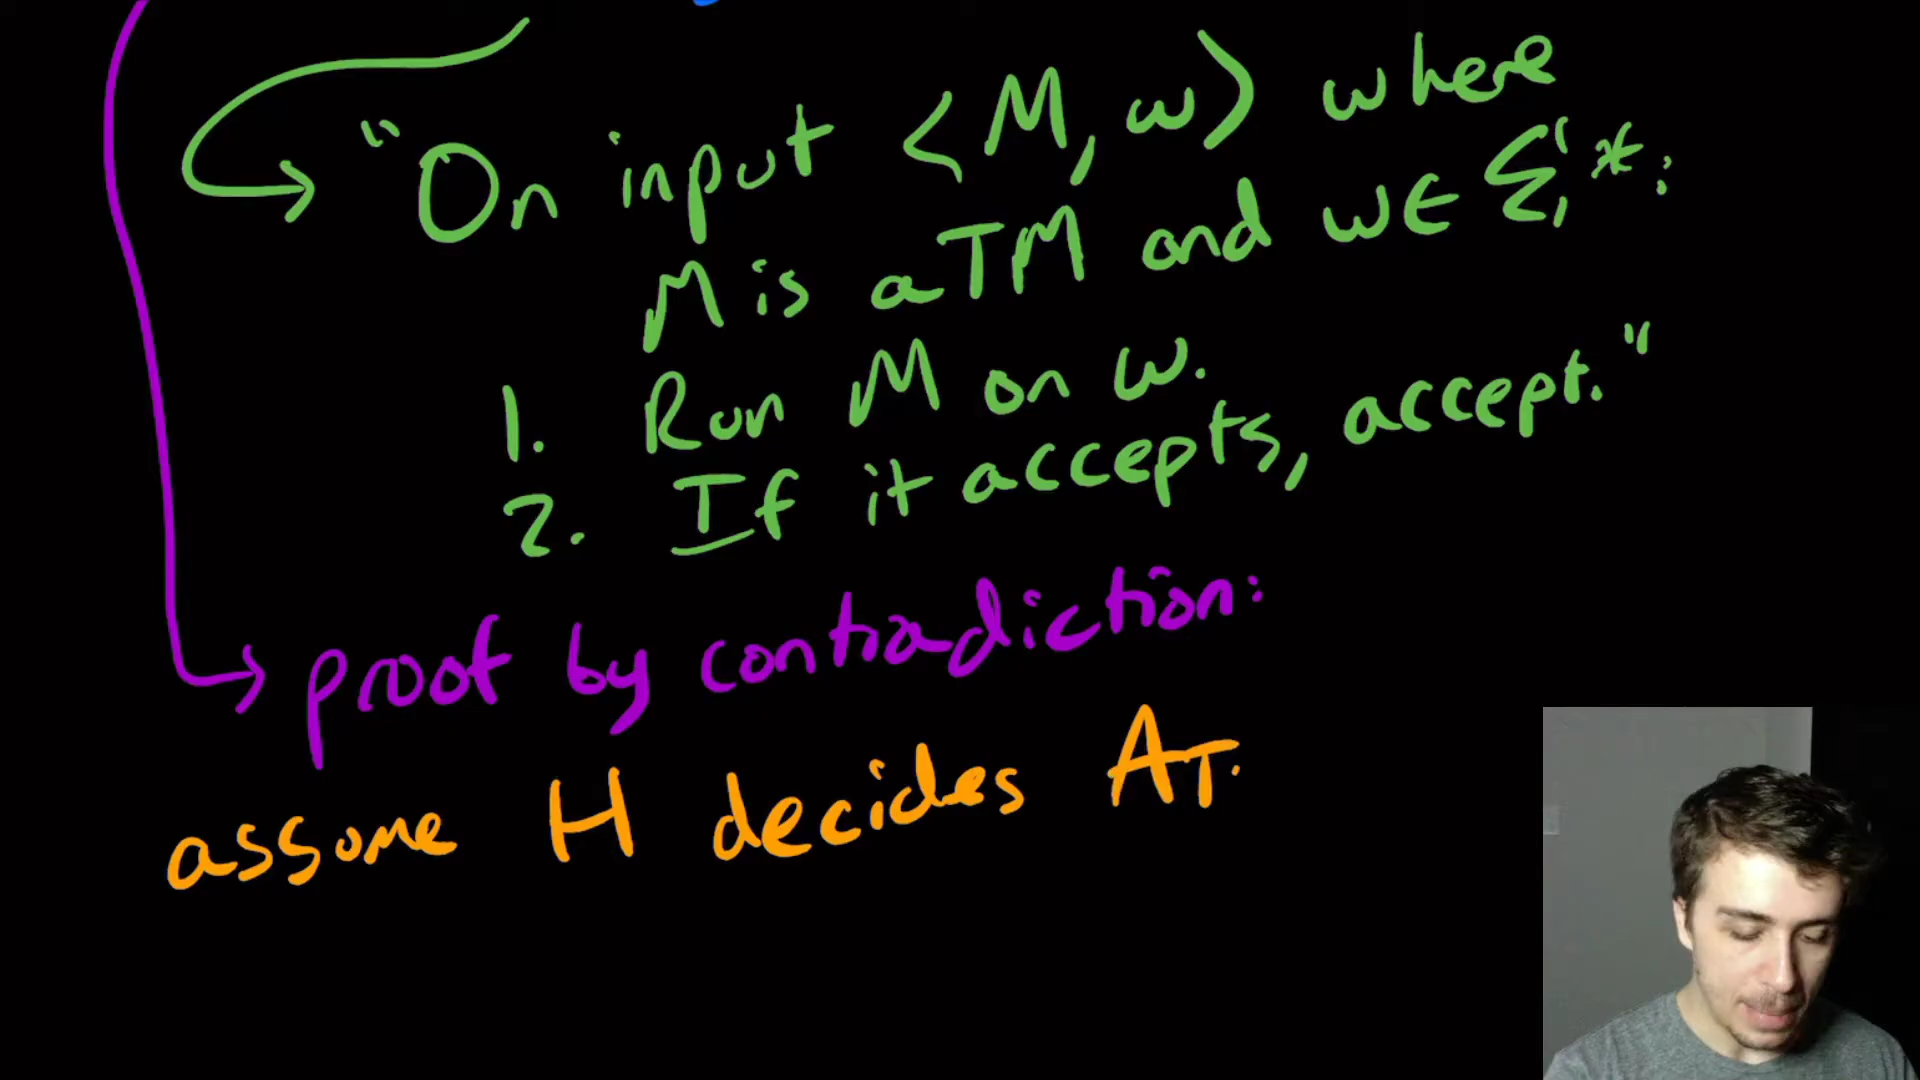 "On input <M, w> where
M is a TM and w ∈ Σ*:
1. Run M on w.
2. If it accepts, accept."
proof by contradiction:
assume H decides A_T.